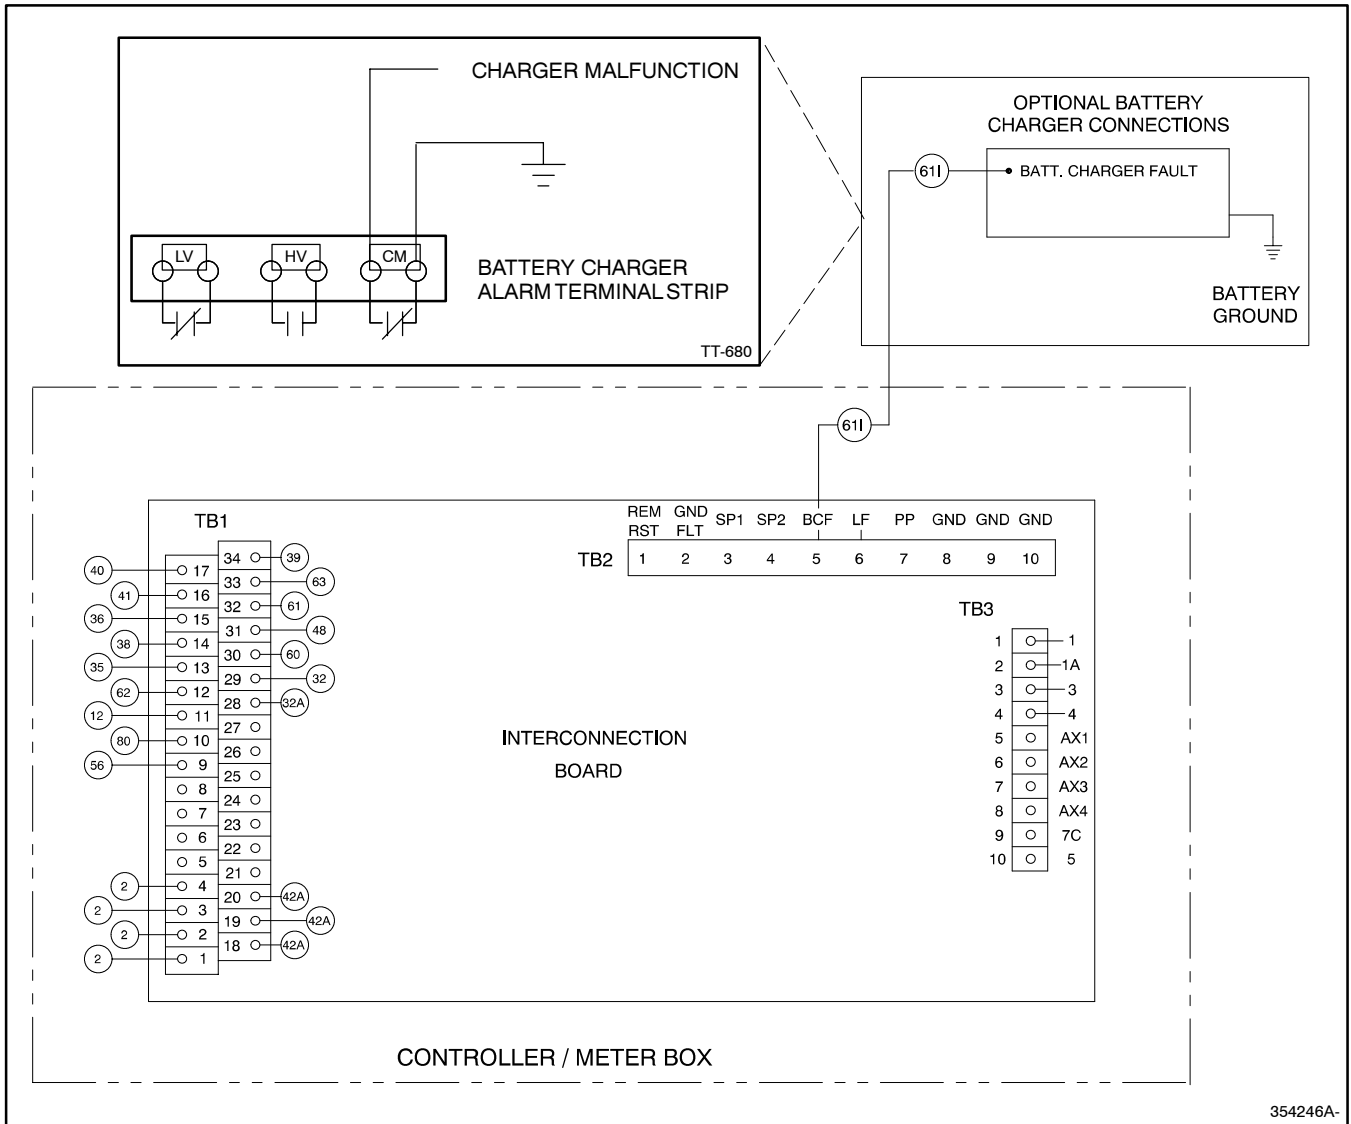 CHARGER MALFUNCTION
LV HV CM
BATTERY CHARGER
ALARM TERMINAL STRIP
TT-680
OPTIONAL BATTERY
CHARGER CONNECTIONS
61I
BATT. CHARGER FAULT
BATTERY
GROUND
61I
TB1
REM GND
RST FLT SP1 SP2 BCF LF PP GND GND GND
TB2 1 2 3 4 5 6 7 8 9 10
34 39
40 17
33 63
41 16
32 61
36 15
31 48
38 14
30 60
35 13
29 32
62 12
28 32A
12 11
27
80 10
26
56 9
25
8
24
7
23
6
22
5
21
2 4
20 42A
2 3
19 42A
2 2
18 42A
2 1
TB3
1 1
2 1A
3 3
4 4
5 AX1
6 AX2
7 AX3
8 AX4
9 7C
10 5
INTERCONNECTION
BOARD
CONTROLLER / METER BOX
354246A-